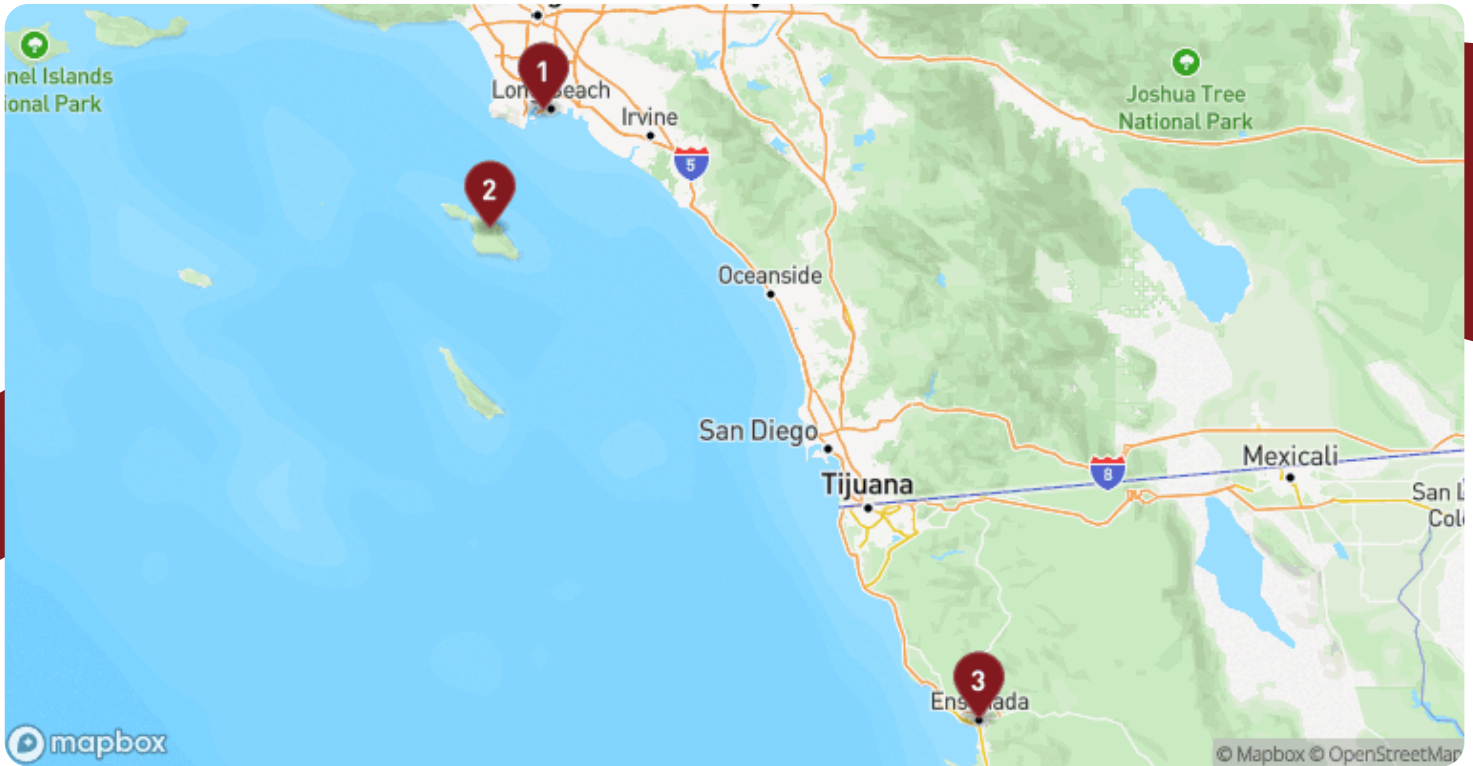 nel Islands
ional Park
1
Long Beach
Irvine
5
Joshua Tree
National Park
2
Oceanside
San Diego
Tijuana
8
Mexicali
San L
Col
3
Ensenada
mapbox
© Mapbox © OpenStreetMap